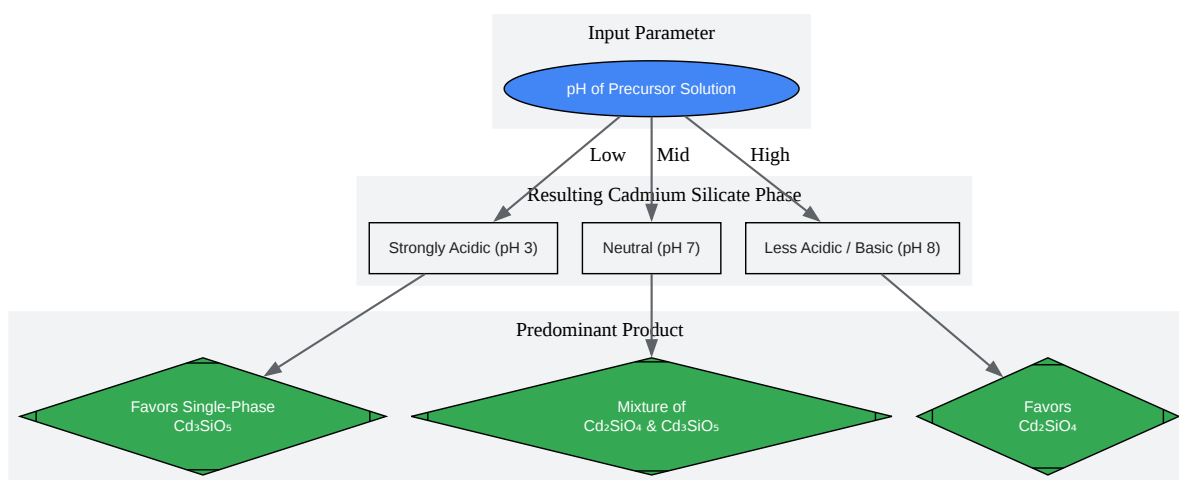 Input Parameter
pH of Precursor Solution
Low
Mid
High
Resulting Cadmium Silicate Phase
Strongly Acidic (pH 3)
Neutral (pH 7)
Less Acidic / Basic (pH 8)
Predominant Product
Favors Single-Phase
Cd₃SiO₅
Mixture of
Cd₂SiO₄ & Cd₃SiO₅
Favors
Cd₂SiO₄